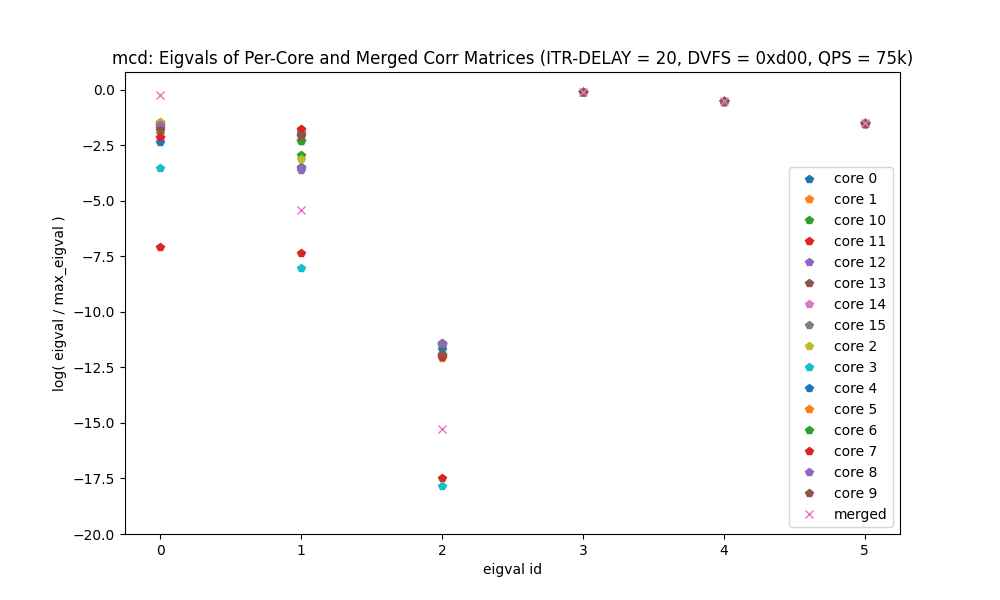 mcd: Eigvals of Per-Core and Merged Corr Matrices (ITR-DELAY = 20, DVFS = 0xd00, QPS = 75k)
log( eigval / max_eigval )
0.0
−2.5
−5.0
−7.5
−10.0
−12.5
−15.0
−17.5
−20.0
core 0
core 1
core 10
core 11
core 12
core 13
core 14
core 15
core 2
core 3
core 4
core 5
core 6
core 7
core 8
core 9
merged
0 1 2 3 4 5
eigval id